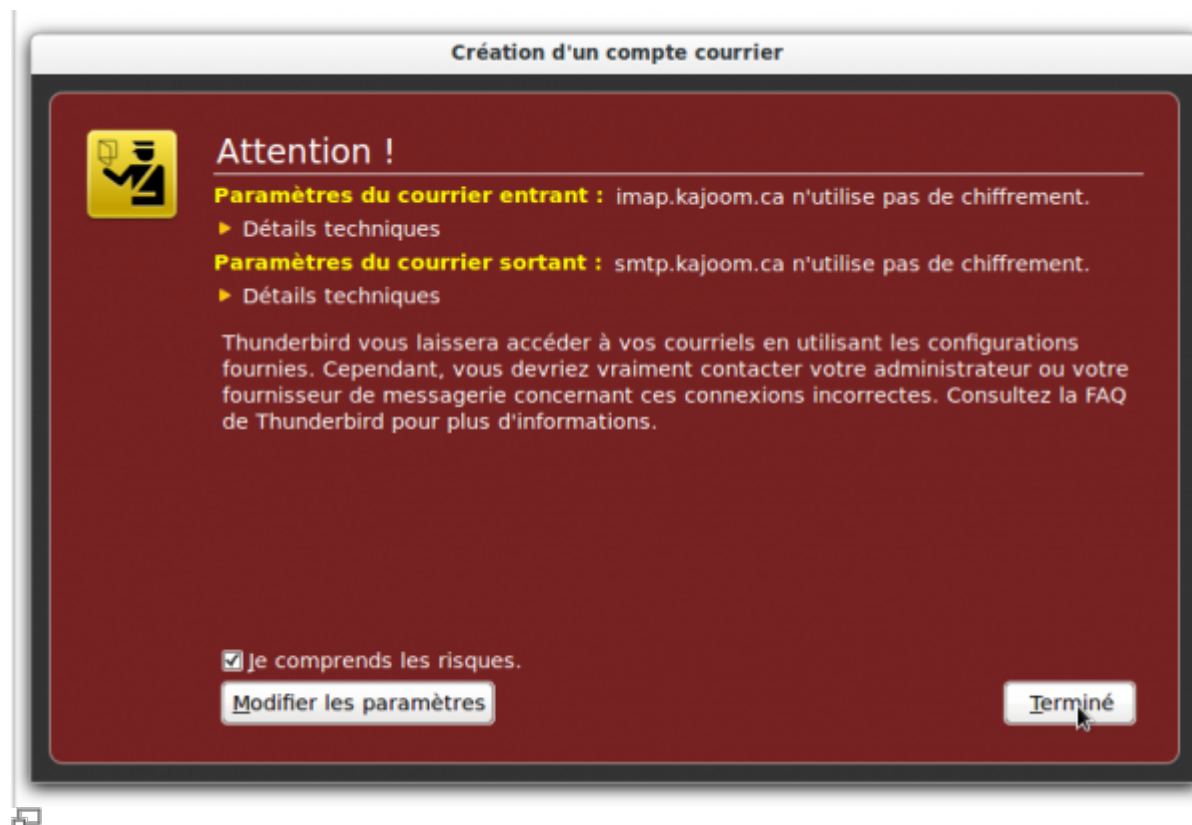 Création d'un compte courrier
Attention !
Paramètres du courrier entrant : imap.kajoom.ca n'utilise pas de chiffrement.
Détails techniques
Paramètres du courrier sortant : smtp.kajoom.ca n'utilise pas de chiffrement.
Détails techniques
Thunderbird vous laissera accéder à vos courriels en utilisant les configurations
fournies. Cependant, vous devriez vraiment contacter votre administrateur ou votre
fournisseur de messagerie concernant ces connexions incorrectes. Consultez la FAQ
de Thunderbird pour plus d'informations.
Je comprends les risques.
Modifier les paramètres
Terminé